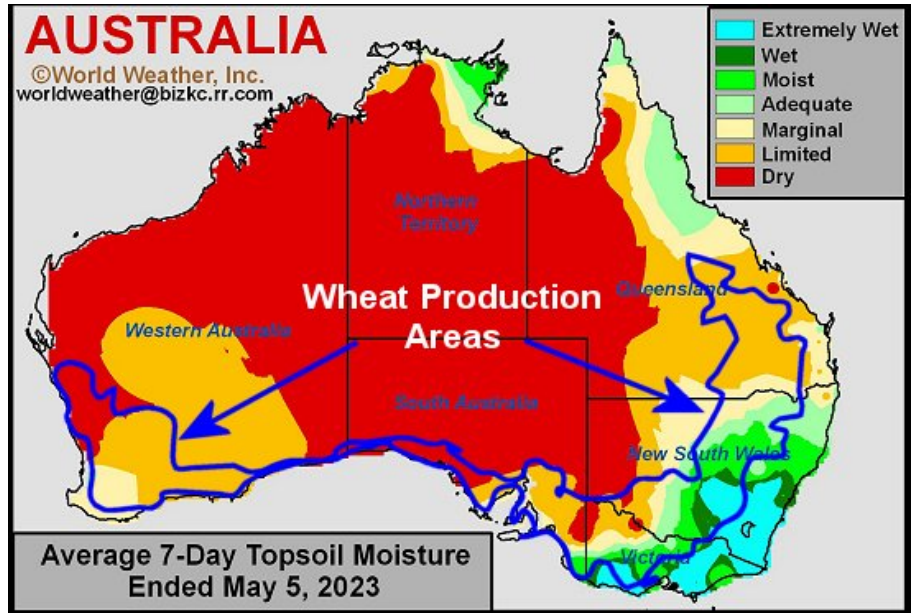 AUSTRALIA
©World Weather, Inc.
worldweather@bizkc.rr.com
Extremely Wet
Wet
Moist
Adequate
Marginal
Limited
Dry
Northern
Territory
Wheat Production
Areas
Queensland
Western Australia
South Australia
New South Wales
Victoria
Average 7-Day Topsoil Moisture
Ended May 5, 2023